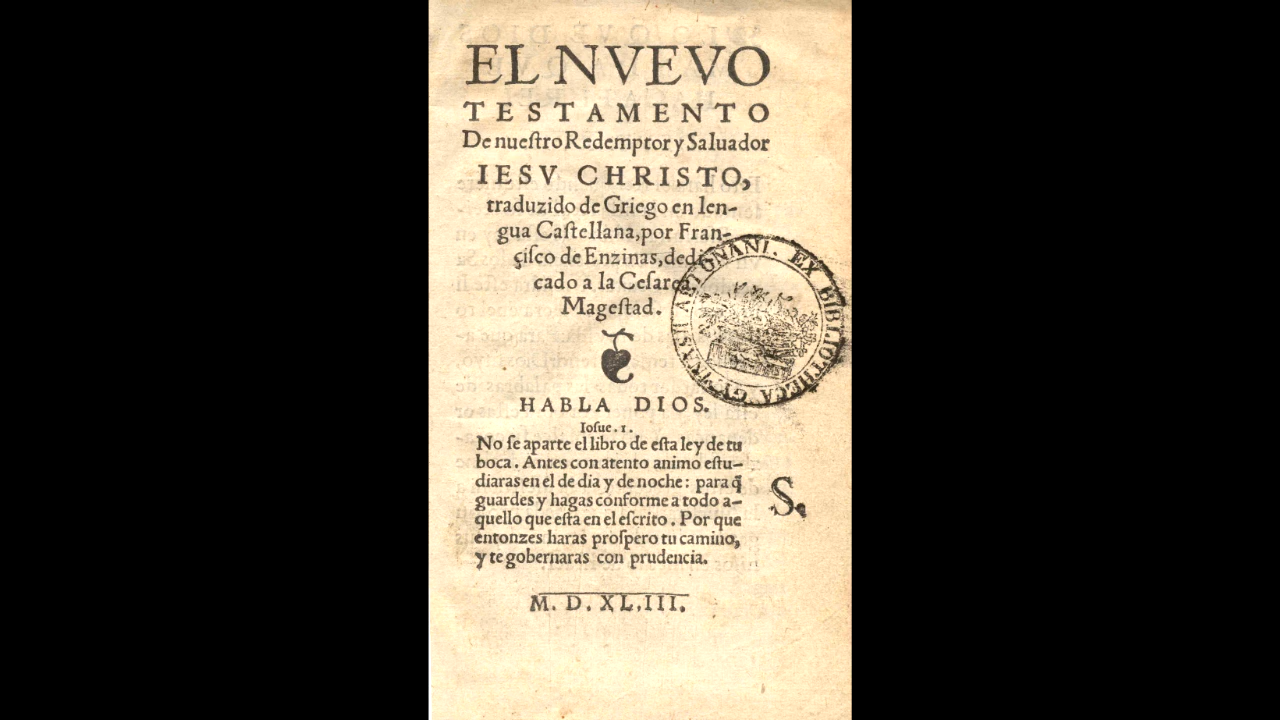 EL NVEVO
TESTAMENTO
De nueſtro Redemptor y Saluador
IESV CHRISTO,
traduzido de Griego en len-
gua Caſtellana, por Fran-
çiſco de Enzinas, dedi-
cado a la Ceſarea
Mageſtad.
HABLA DIOS.
Ioſue. 1.
No ſe aparte el libro de eſta ley de tu
boca. Antes con atento animo eſtu-
diaras en el de dia y de noche: para q̃
guardes y hagas conforme a todo a-
quello que eſta en el eſcrito. Por que
entonzes haras proſpero tu camino,
y te gobernaras con prudencia.
S.
M. D. XLIII.
EX BIBLIOTHECA